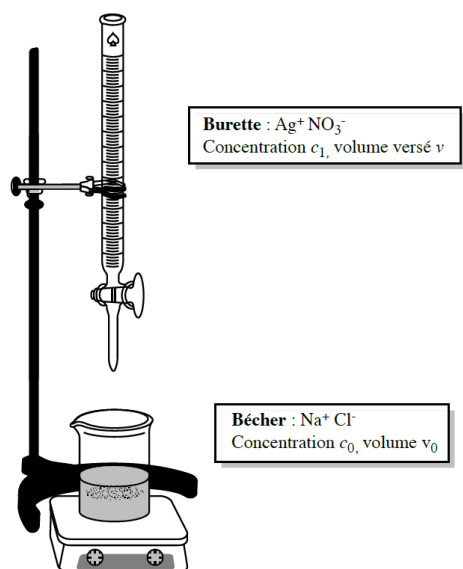 Burette : Ag⁺ NO₃⁻
Concentration c₁, volume versé v
Bécher : Na⁺ Cl⁻
Concentration c₀, volume v₀